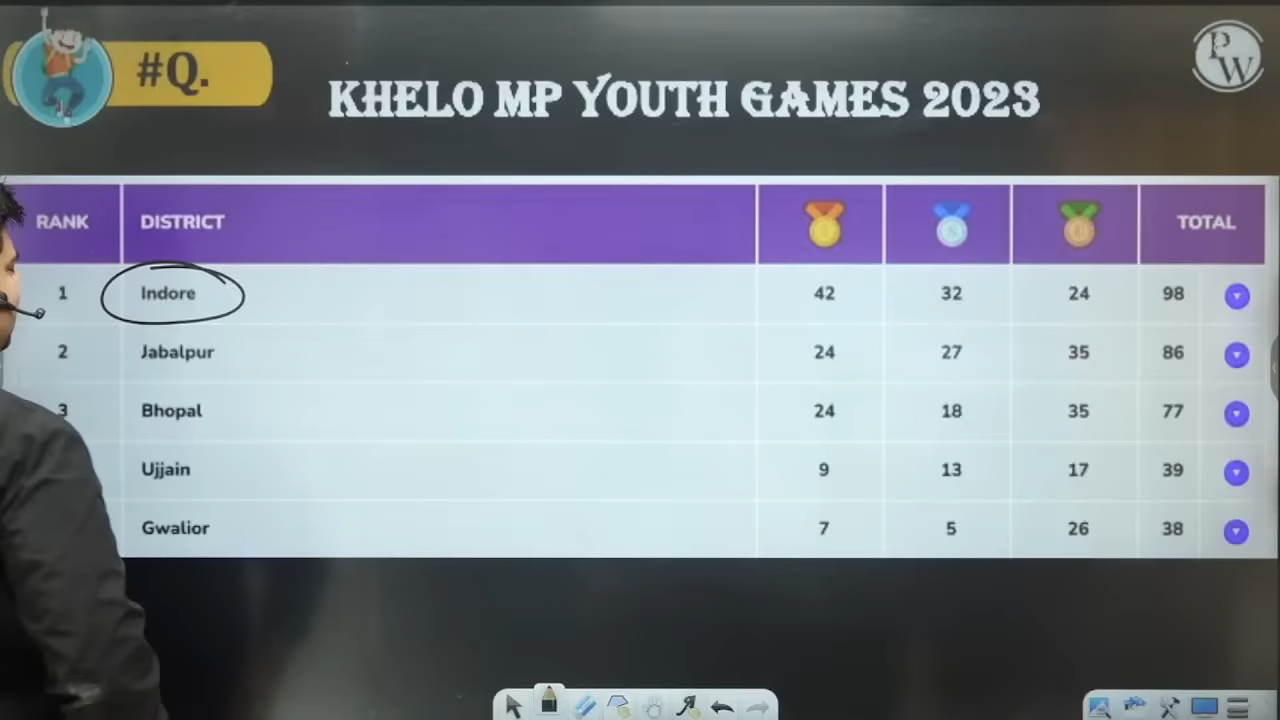 #Q.
PW
KHELO MP YOUTH GAMES 2023
RANK DISTRICT TOTAL
1 Indore 42 32 24 98
2 Jabalpur 24 27 35 86
3 Bhopal 24 18 35 77
Ujjain 9 13 17 39
Gwalior 7 5 26 38